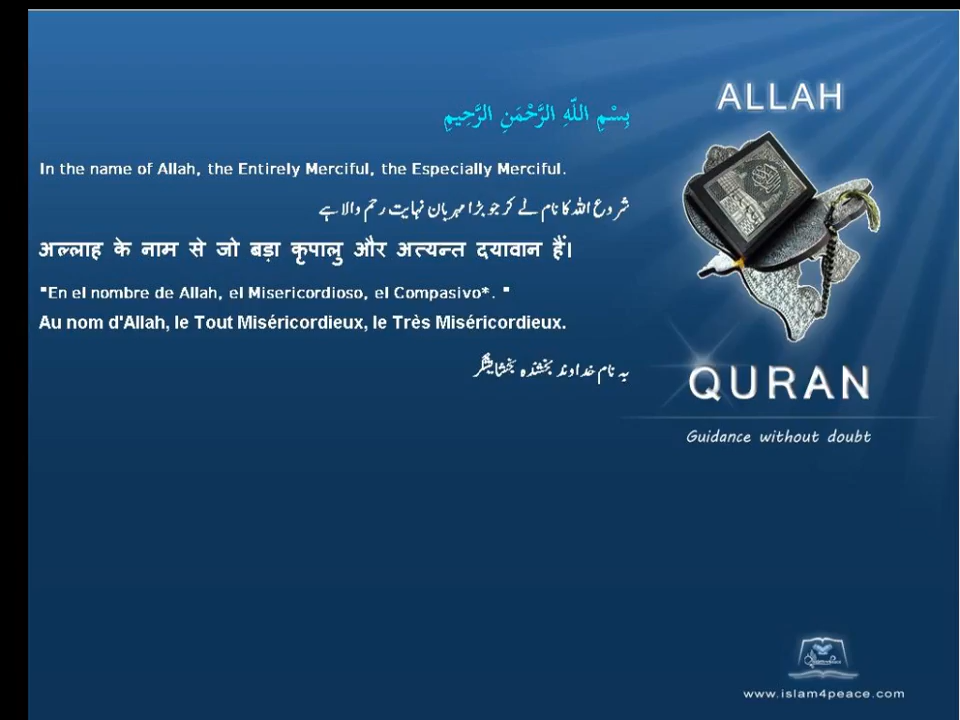 بِسْمِ اللَّهِ الرَّحْمَنِ الرَّحِيمِ
In the name of Allah, the Entirely Merciful, the Especially Merciful.
شروع اللہ کا نام لے کر جو بڑا مہربان نہایت رحم والا ہے
अल्लाह के नाम से जो बड़ा कृपालु और अत्यन्त दयावान हैं।
"En el nombre de Allah, el Misericordioso, el Compasivo*. "
Au nom d'Allah, le Tout Miséricordieux, le Très Miséricordieux.
به نام خداوند بخشنده بخشایشگر
ALLAH
QURAN
Guidance without doubt
www.islam4peace.com